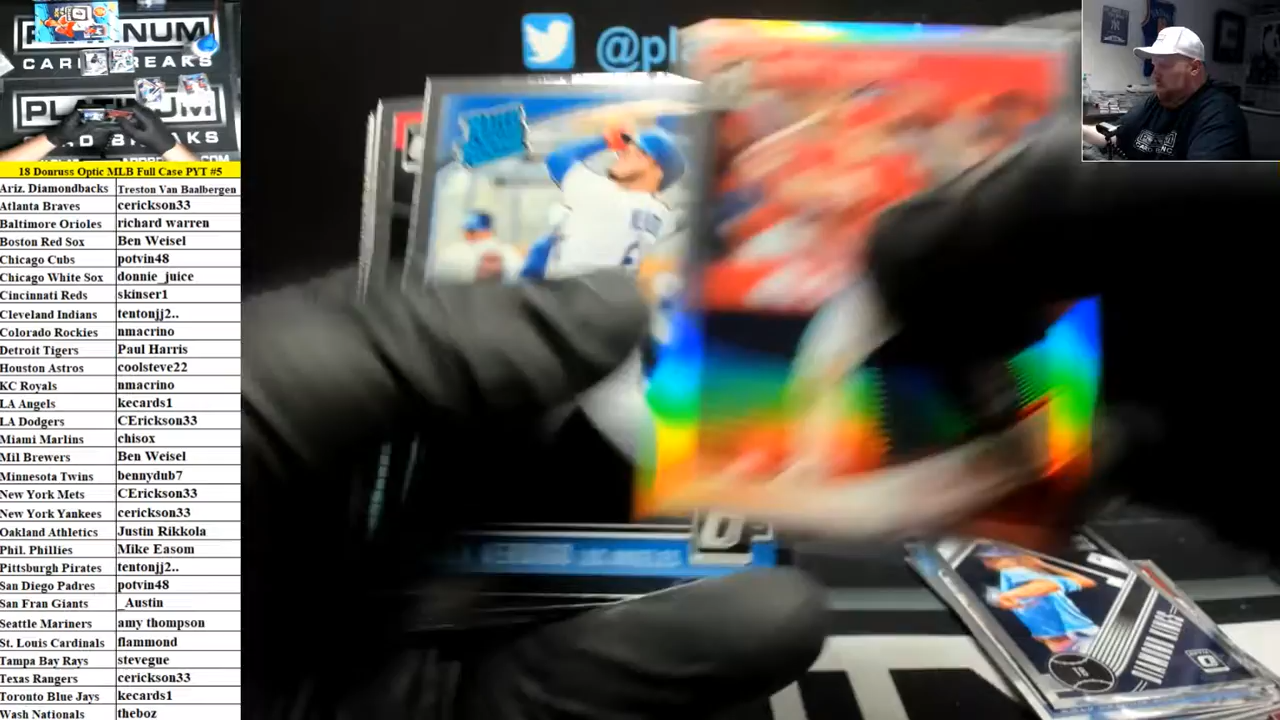 PLATINUM
CARD BREAKS
PLATINUM
CARD BREAKS
@pla
18 Donruss Optic MLB Full Case PYT #5
Ariz. Diamondbacks Treston Van Baalbergen
Atlanta Braves cerickson33
Baltimore Orioles richard warren
Boston Red Sox Ben Weisel
Chicago Cubs potvin48
Chicago White Sox donnie_juice
Cincinnati Reds skinser1
Cleveland Indians tentonjj2..
Colorado Rockies nmacrino
Detroit Tigers Paul Harris
Houston Astros coolsteve22
KC Royals nmacrino
LA Angels kecards1
LA Dodgers CErickson33
Miami Marlins chisox
Mil Brewers Ben Weisel
Minnesota Twins bennydub7
New York Mets CErickson33
New York Yankees cerickson33
Oakland Athletics Justin Rikkola
Phil. Phillies Mike Easom
Pittsburgh Pirates tentonjj2..
San Diego Padres potvin48
San Fran Giants _Austin
Seattle Mariners amy thompson
St. Louis Cardinals flammond
Tampa Bay Rays stevegue
Texas Rangers cerickson33
Toronto Blue Jays kecards1
Wash Nationals theboz
DIAMOND KINGS
18